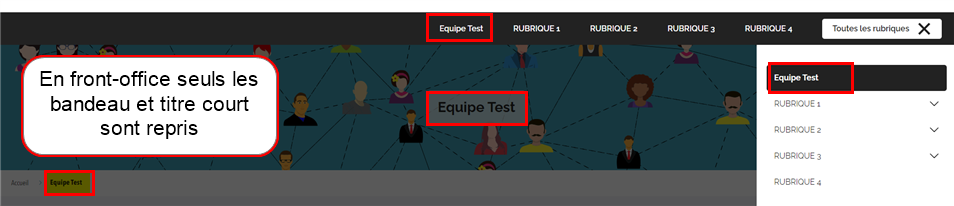 Equipe Test RUBRIQUE 1 RUBRIQUE 2 RUBRIQUE 3 RUBRIQUE 4 Toutes les rubriques
En front-office seuls les
bandeau et titre court
sont repris
Equipe Test
Accueil Equipe Test
Equipe Test
RUBRIQUE 1
RUBRIQUE 2
RUBRIQUE 3
RUBRIQUE 4